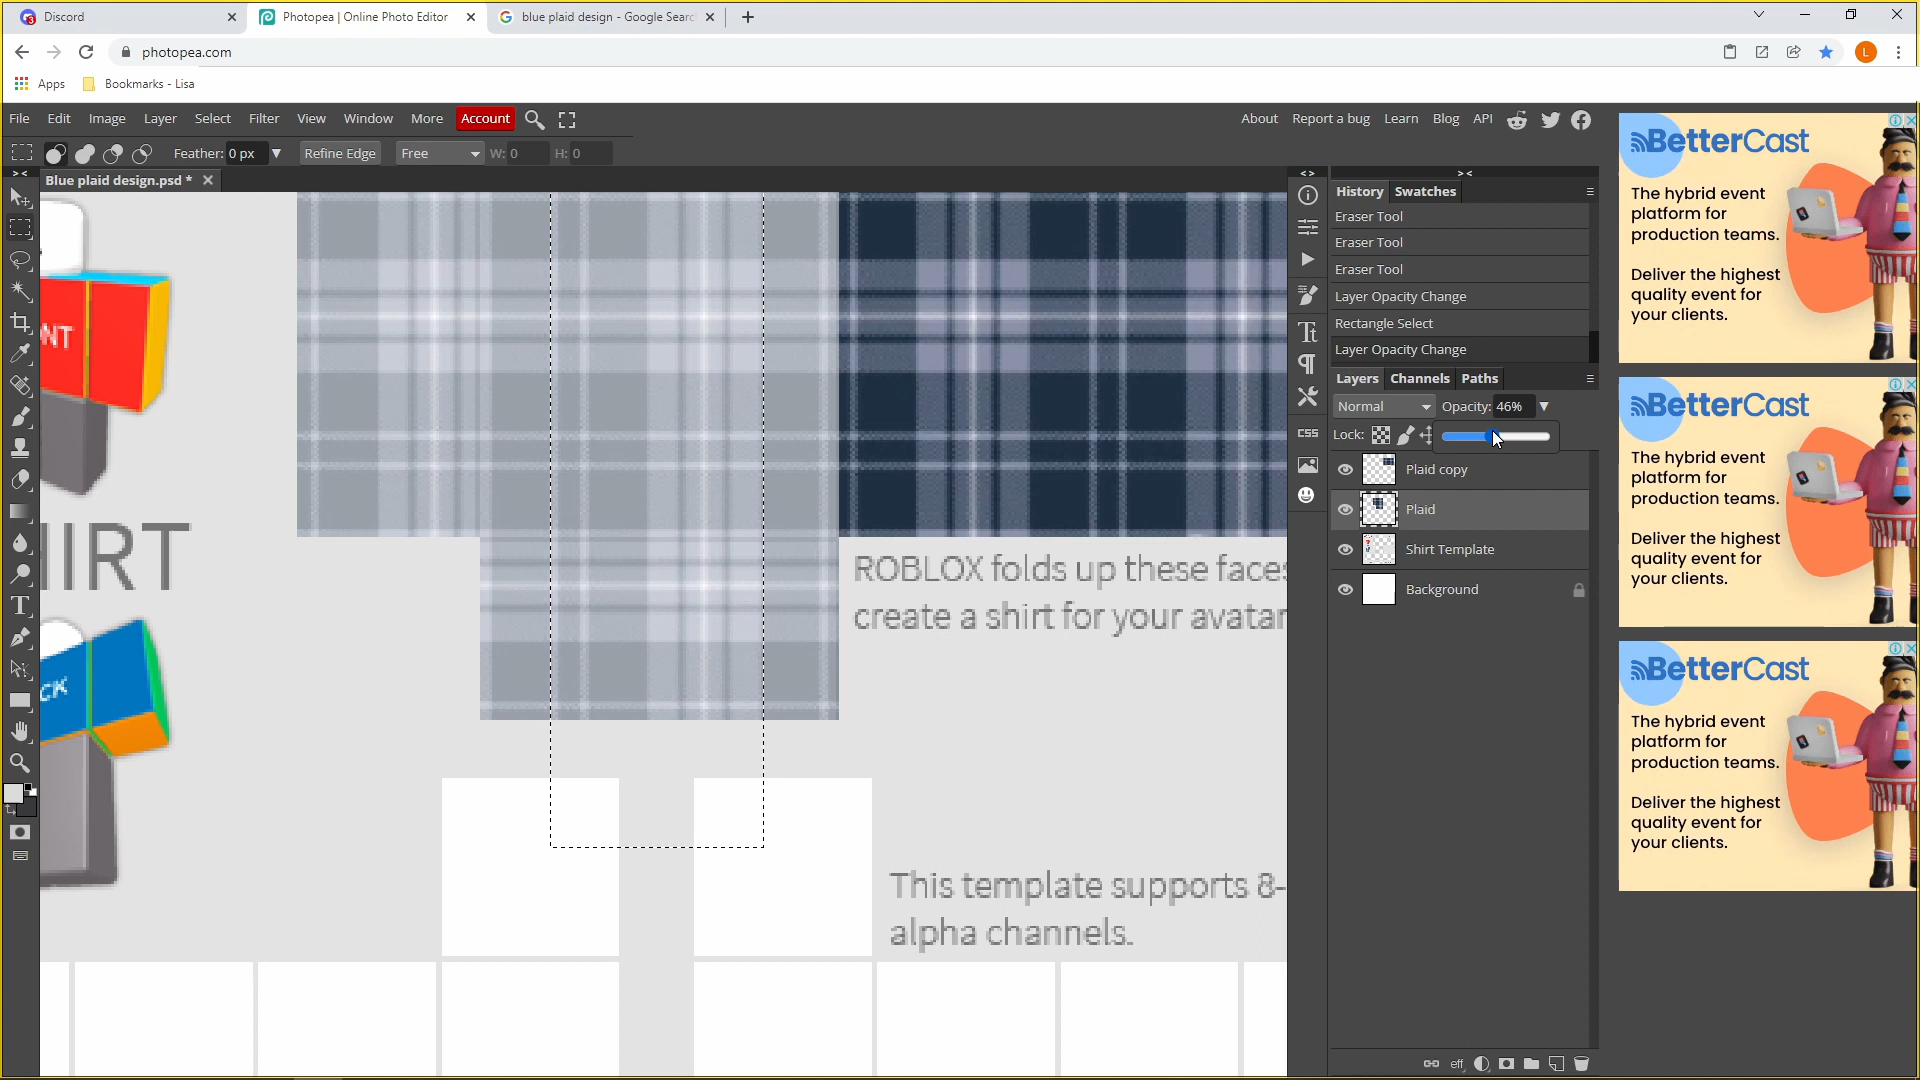 Discord
Photopea | Online Photo Editor
blue plaid design - Google Searc
photopea.com
L
Apps
Bookmarks - Lisa
File Edit Image Layer Select Filter View Window More Account
About Report a bug Learn Blog API
Feather: 0 px Refine Edge Free W: 0 H: 0
Blue plaid design.psd *
History Swatches
Eraser Tool
Eraser Tool
Eraser Tool
Layer Opacity Change
Rectangle Select
Layer Opacity Change
Layers Channels Paths
Normal Opacity: 46%
Lock:
CSS
Plaid copy
Plaid
Shirt Template
Background
eff
NT
HIRT
CK
ROBLOX folds up these faces
create a shirt for your avatar
This template supports 8-
alpha channels.
BetterCast
The hybrid event
platform for
production teams.
Deliver the highest
quality event for
your clients.
BetterCast
The hybrid event
platform for
production teams.
Deliver the highest
quality event for
your clients.
BetterCast
The hybrid event
platform for
production teams.
Deliver the highest
quality event for
your clients.